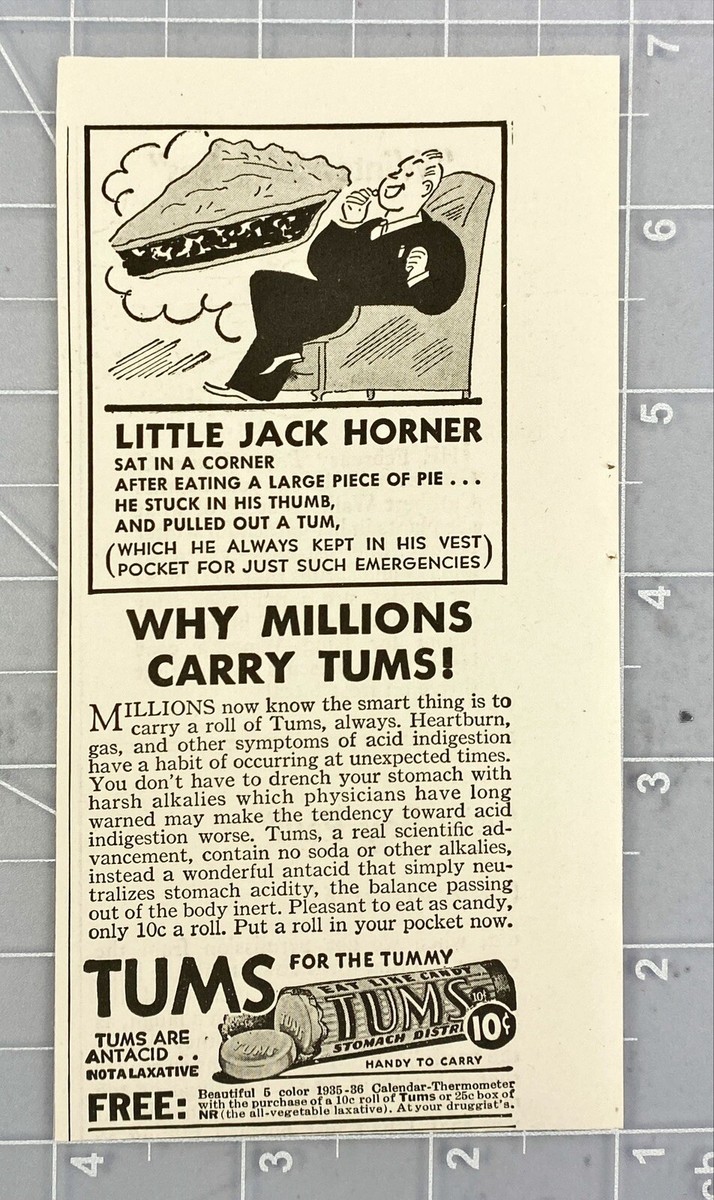 LITTLE JACK HORNER
SAT IN A CORNER
AFTER EATING A LARGE PIECE OF PIE . . .
HE STUCK IN HIS THUMB,
AND PULLED OUT A TUM,
(WHICH HE ALWAYS KEPT IN HIS VEST
POCKET FOR JUST SUCH EMERGENCIES)
WHY MILLIONS
CARRY TUMS!
MILLIONS now know the smart thing is to
carry a roll of Tums, always. Heartburn,
gas, and other symptoms of acid indigestion
have a habit of occurring at unexpected times.
You don't have to drench your stomach with
harsh alkalies which physicians have long
warned may make the tendency toward acid
indigestion worse. Tums, a real scientific ad-
vancement, contain no soda or other alkalies,
instead a wonderful antacid that simply neu-
tralizes stomach acidity, the balance passing
out of the body inert. Pleasant to eat as candy,
only 10c a roll. Put a roll in your pocket now.
TUMS
FOR THE TUMMY
TUMS ARE
ANTACID . .
NOT A LAXATIVE
EAT LIKE CANDY
TUMS
10¢
STOMACH DISTR
10¢
TUMS
TUMS
HANDY TO CARRY
FREE:
Beautiful 5 color 1935-36 Calendar-Thermometer
with the purchase of a 10c roll of Tums or 25c box of
NR (the all-vegetable laxative). At your druggist's.
7
6
5
4
3
2
1
4
3
2